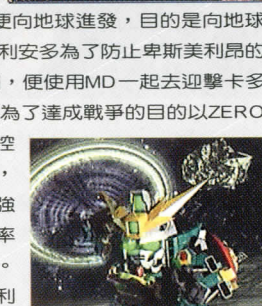 更向地球進發，目的是向地球
利安多為了防止卑斯美利昂的
，便使用MD一起去迎擊卡多
為了達成戰爭的目的以ZERO
控
，
強
率
。
利